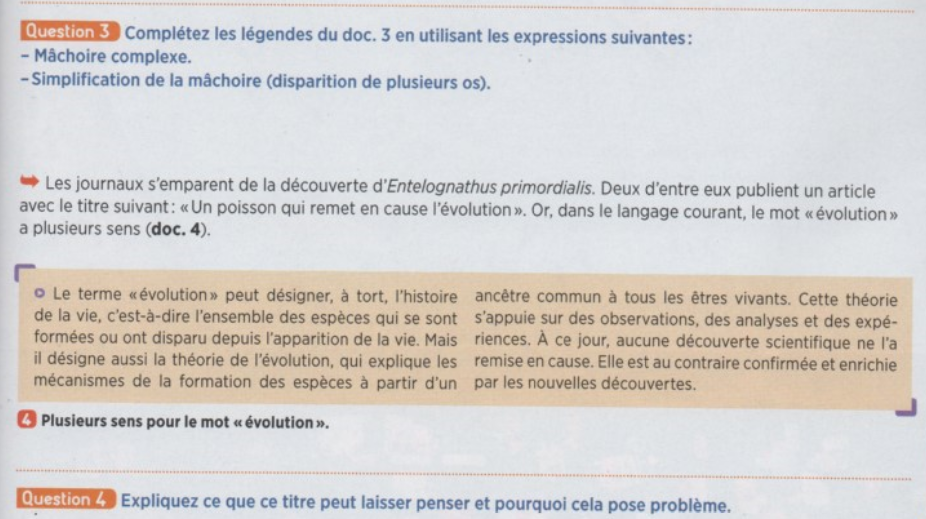 Question 3 Complétez les légendes du doc. 3 en utilisant les expressions suivantes :
– Mâchoire complexe.
– Simplification de la mâchoire (disparition de plusieurs os).
➡ Les journaux s'emparent de la découverte d'Entelognathus primordialis. Deux d'entre eux publient un article
avec le titre suivant : « Un poisson qui remet en cause l'évolution ». Or, dans le langage courant, le mot « évolution »
a plusieurs sens (doc. 4).
Le terme « évolution » peut désigner, à tort, l'histoire
de la vie, c'est-à-dire l'ensemble des espèces qui se sont
formées ou ont disparu depuis l'apparition de la vie. Mais
il désigne aussi la théorie de l'évolution, qui explique les
mécanismes de la formation des espèces à partir d'un
ancêtre commun à tous les êtres vivants. Cette théorie
s'appuie sur des observations, des analyses et des expé-
riences. À ce jour, aucune découverte scientifique ne l'a
remise en cause. Elle est au contraire confirmée et enrichie
par les nouvelles découvertes.
4 Plusieurs sens pour le mot « évolution ».
Question 4 Expliquez ce que ce titre peut laisser penser et pourquoi cela pose problème.